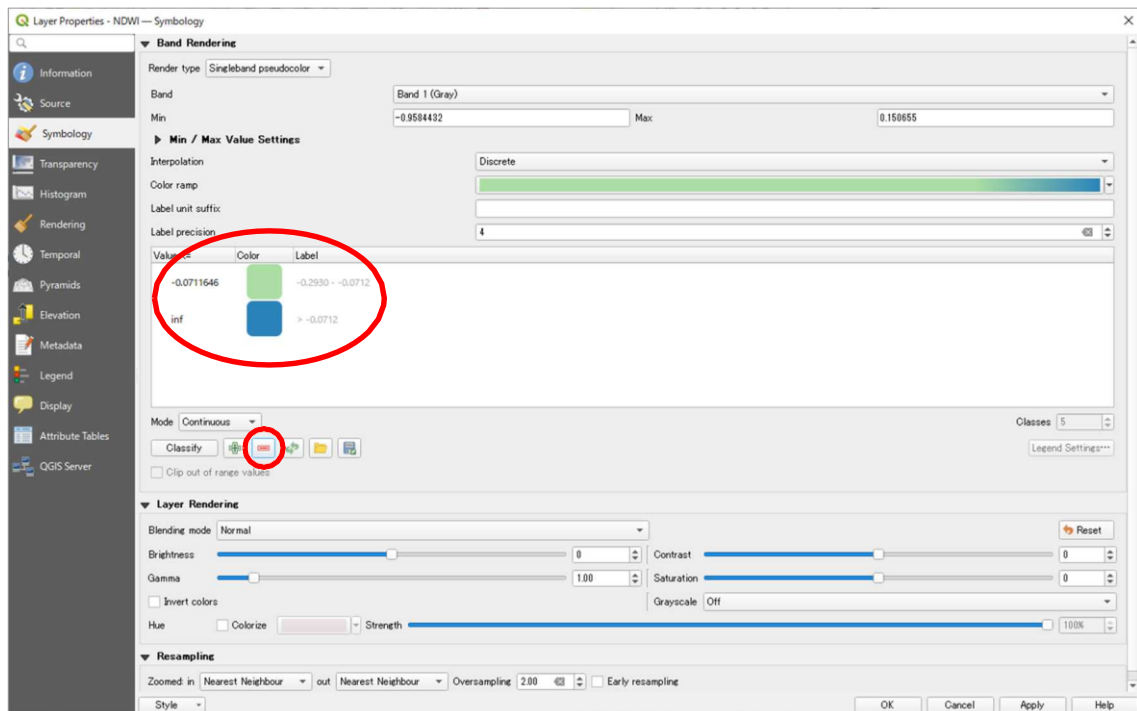 Layer Properties - NDWI — Symbology
Information
Source
Symbology
Transparency
Histogram
Rendering
Temporal
Pyramids
Elevation
Metadata
Legend
Display
Attribute Tables
QGIS Server
Band Rendering
Render type Singleband pseudocolor
Band Band 1 (Gray)
Min -0.9584432 Max 0.150655
Min / Max Value Settings
Interpolation Discrete
Color ramp
Label unit suffix
Label precision 4
Value <= Color Label
-0.0711646 -0.2930 - -0.0712
inf > -0.0712
Mode Continuous Classes 5
Classify Legend Settings...
Clip out of range values
Layer Rendering
Blending mode Normal Reset
Brightness 0 Contrast 0
Gamma 1.00 Saturation 0
Invert colors Grayscale Off
Hue Colorize Strength 100%
Resampling
Zoomed: in Nearest Neighbour out Nearest Neighbour Oversampling 2.00 Early resampling
Style OK Cancel Apply Help